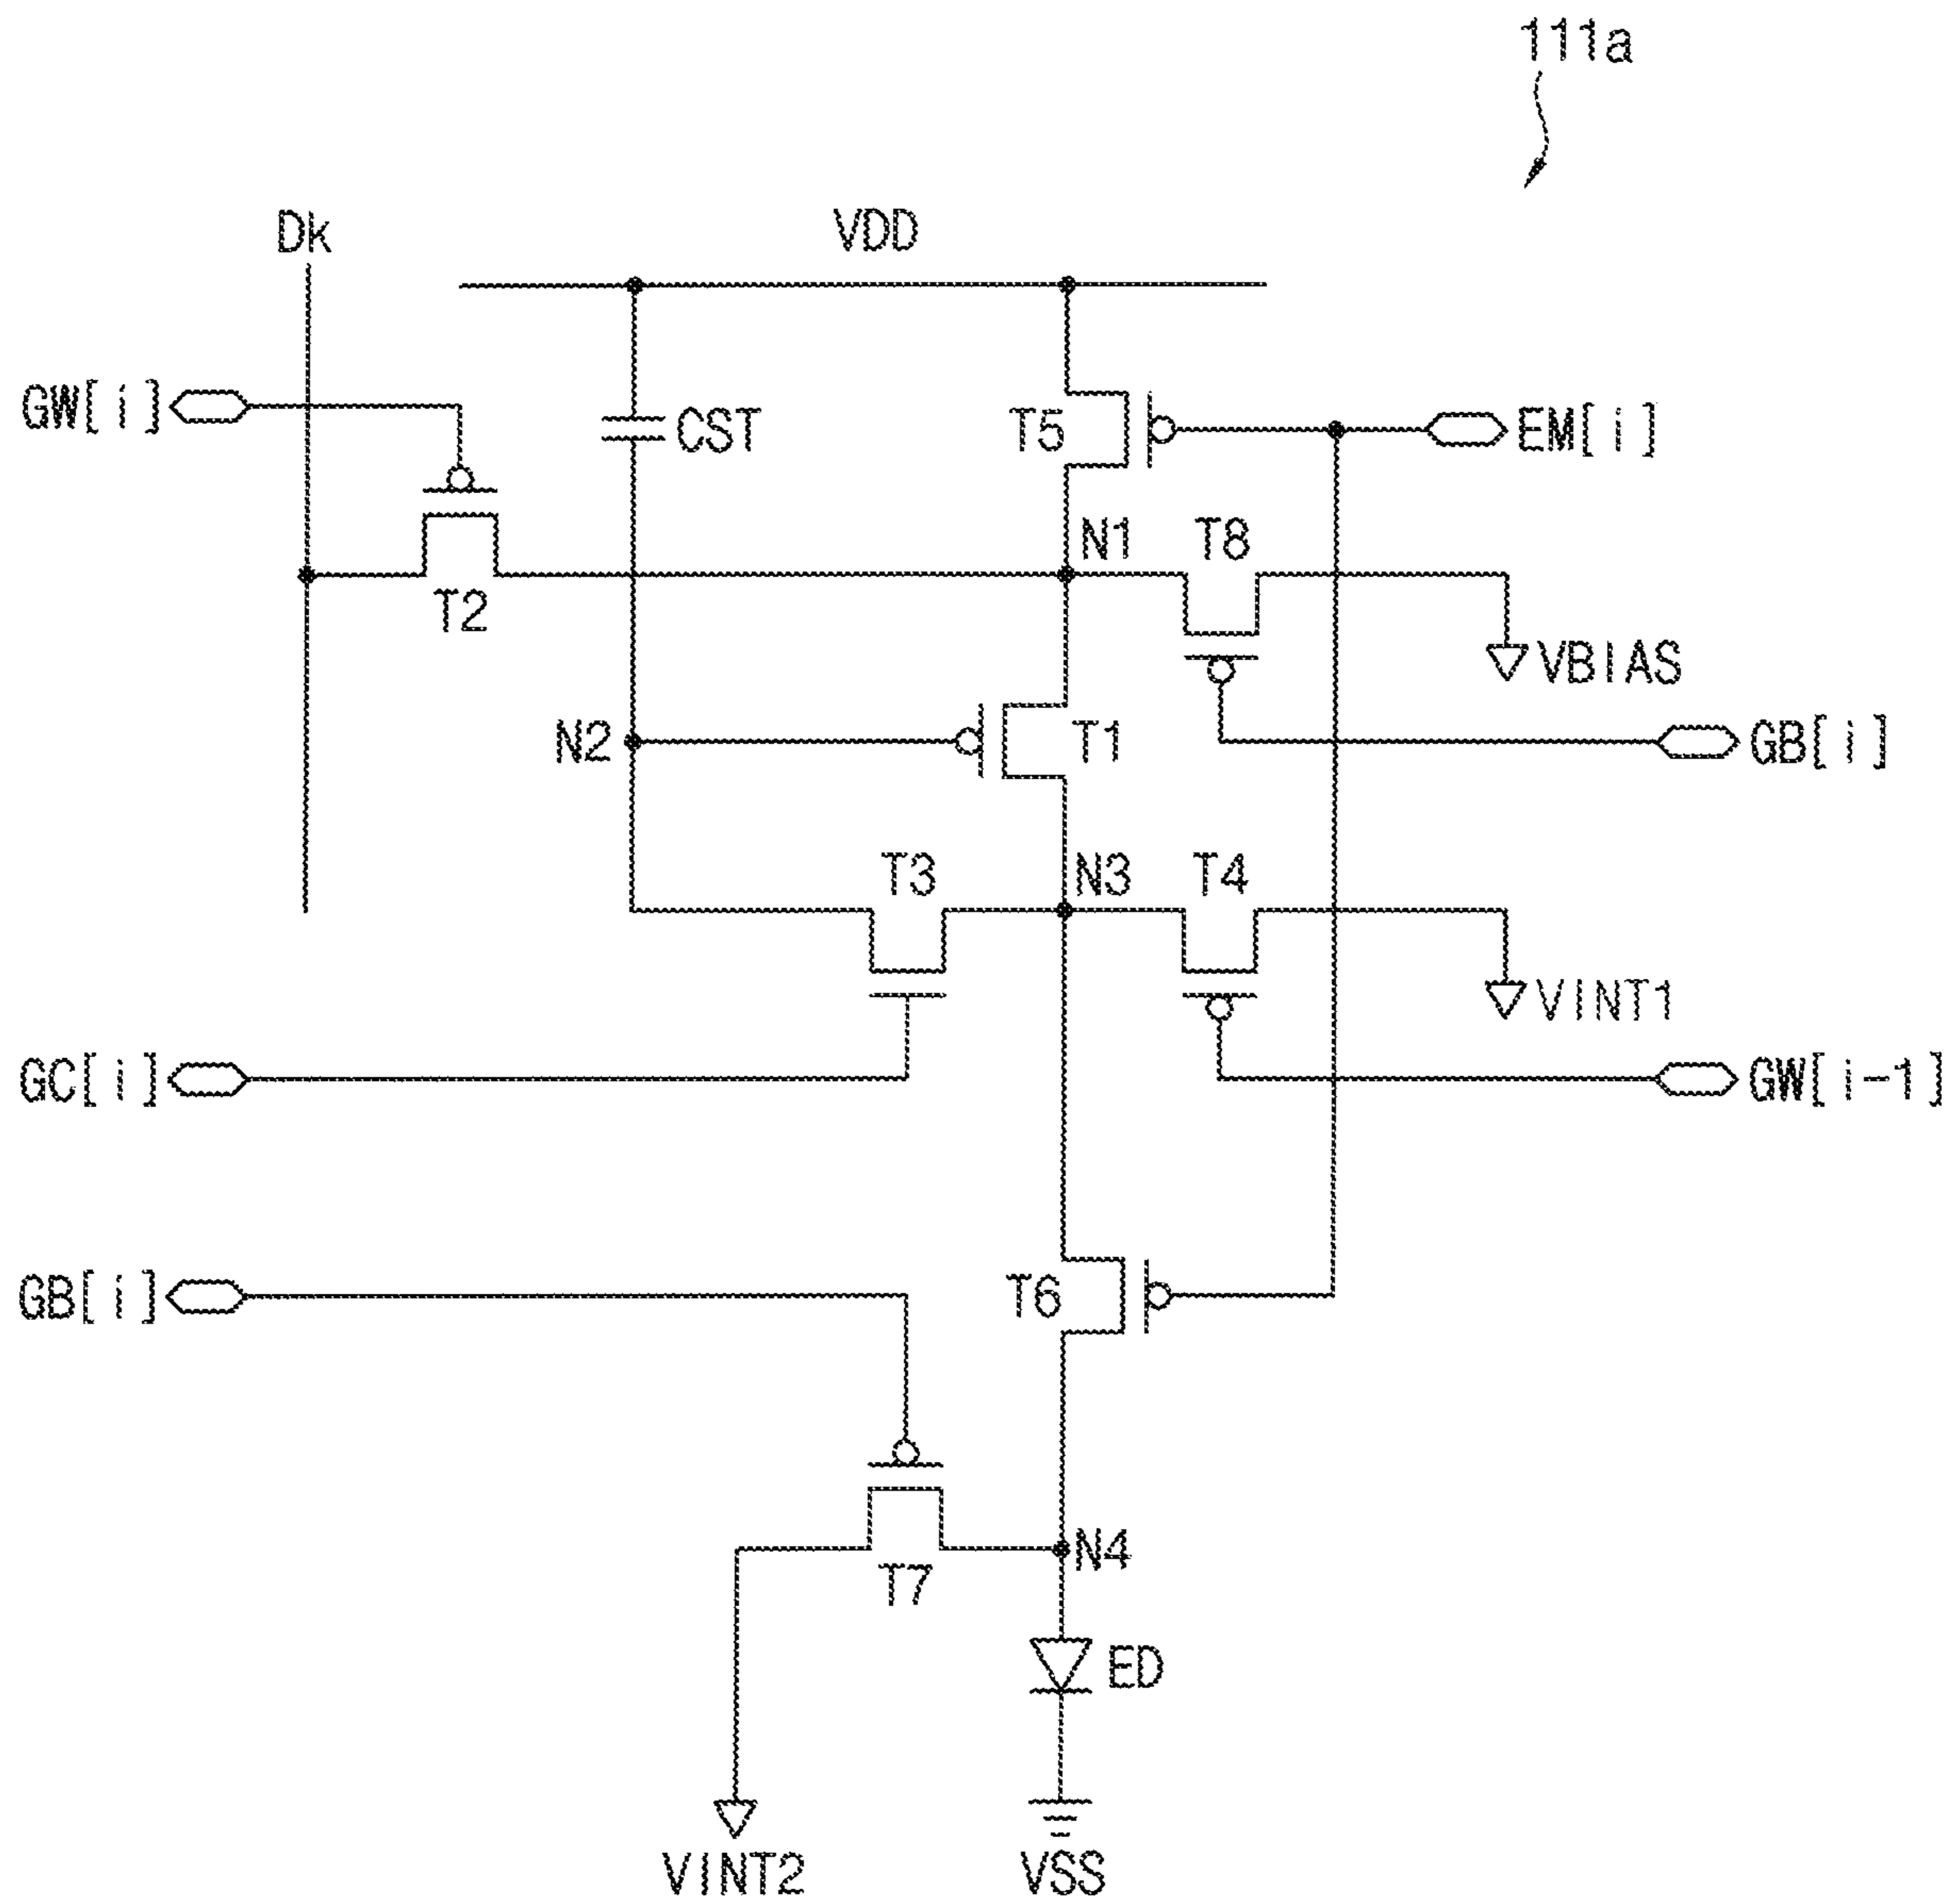 111a
Dk
VDD
GW[i]
CST
T5
EM[i]
N1
T8
T2
VBIAS
N2
T1
GB[i]
T3
N3
T4
VINT1
GC[i]
GW[i-1]
GB[i]
T6
N4
T7
ED
VINT2
VSS